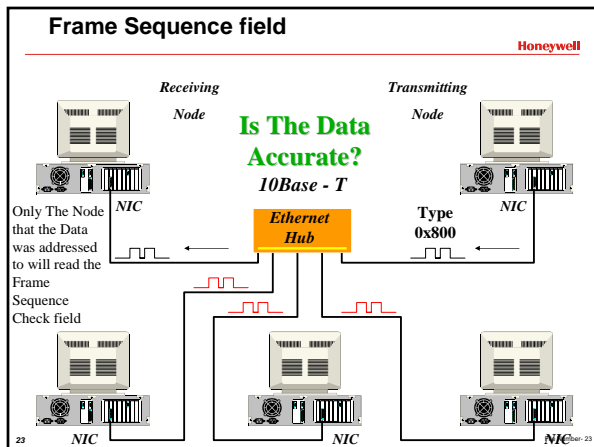 Frame Sequence field
Honeywell
Receiving
Node
Transmitting
Node
Is The Data
Accurate?
10Base - T
Ethernet
Hub
NIC
NIC
Type
0x800
Only The Node
that the Data
was addressed
to will read the
Frame
Sequence
Check field
NIC
NIC
NIC
23
- 23